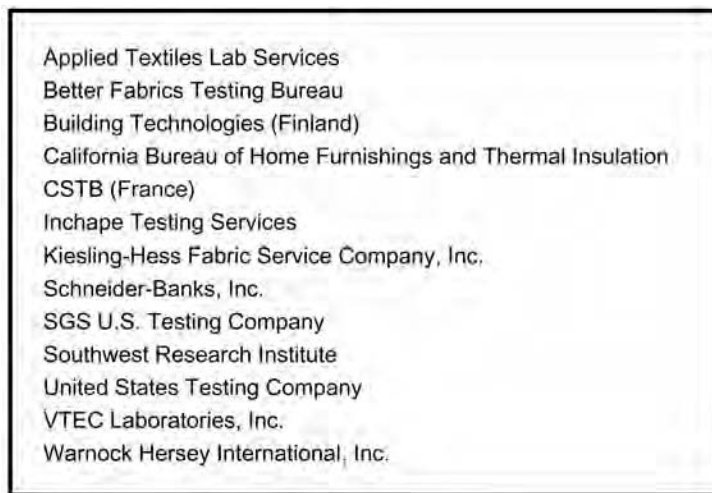 Applied Textiles Lab Services
Better Fabrics Testing Bureau
Building Technologies (Finland)
California Bureau of Home Furnishings and Thermal Insulation
CSTB (France)
Inchape Testing Services
Kiesling-Hess Fabric Service Company, Inc.
Schneider-Banks, Inc.
SGS U.S. Testing Company
Southwest Research Institute
United States Testing Company
VTEC Laboratories, Inc.
Warnock Hersey International, Inc.